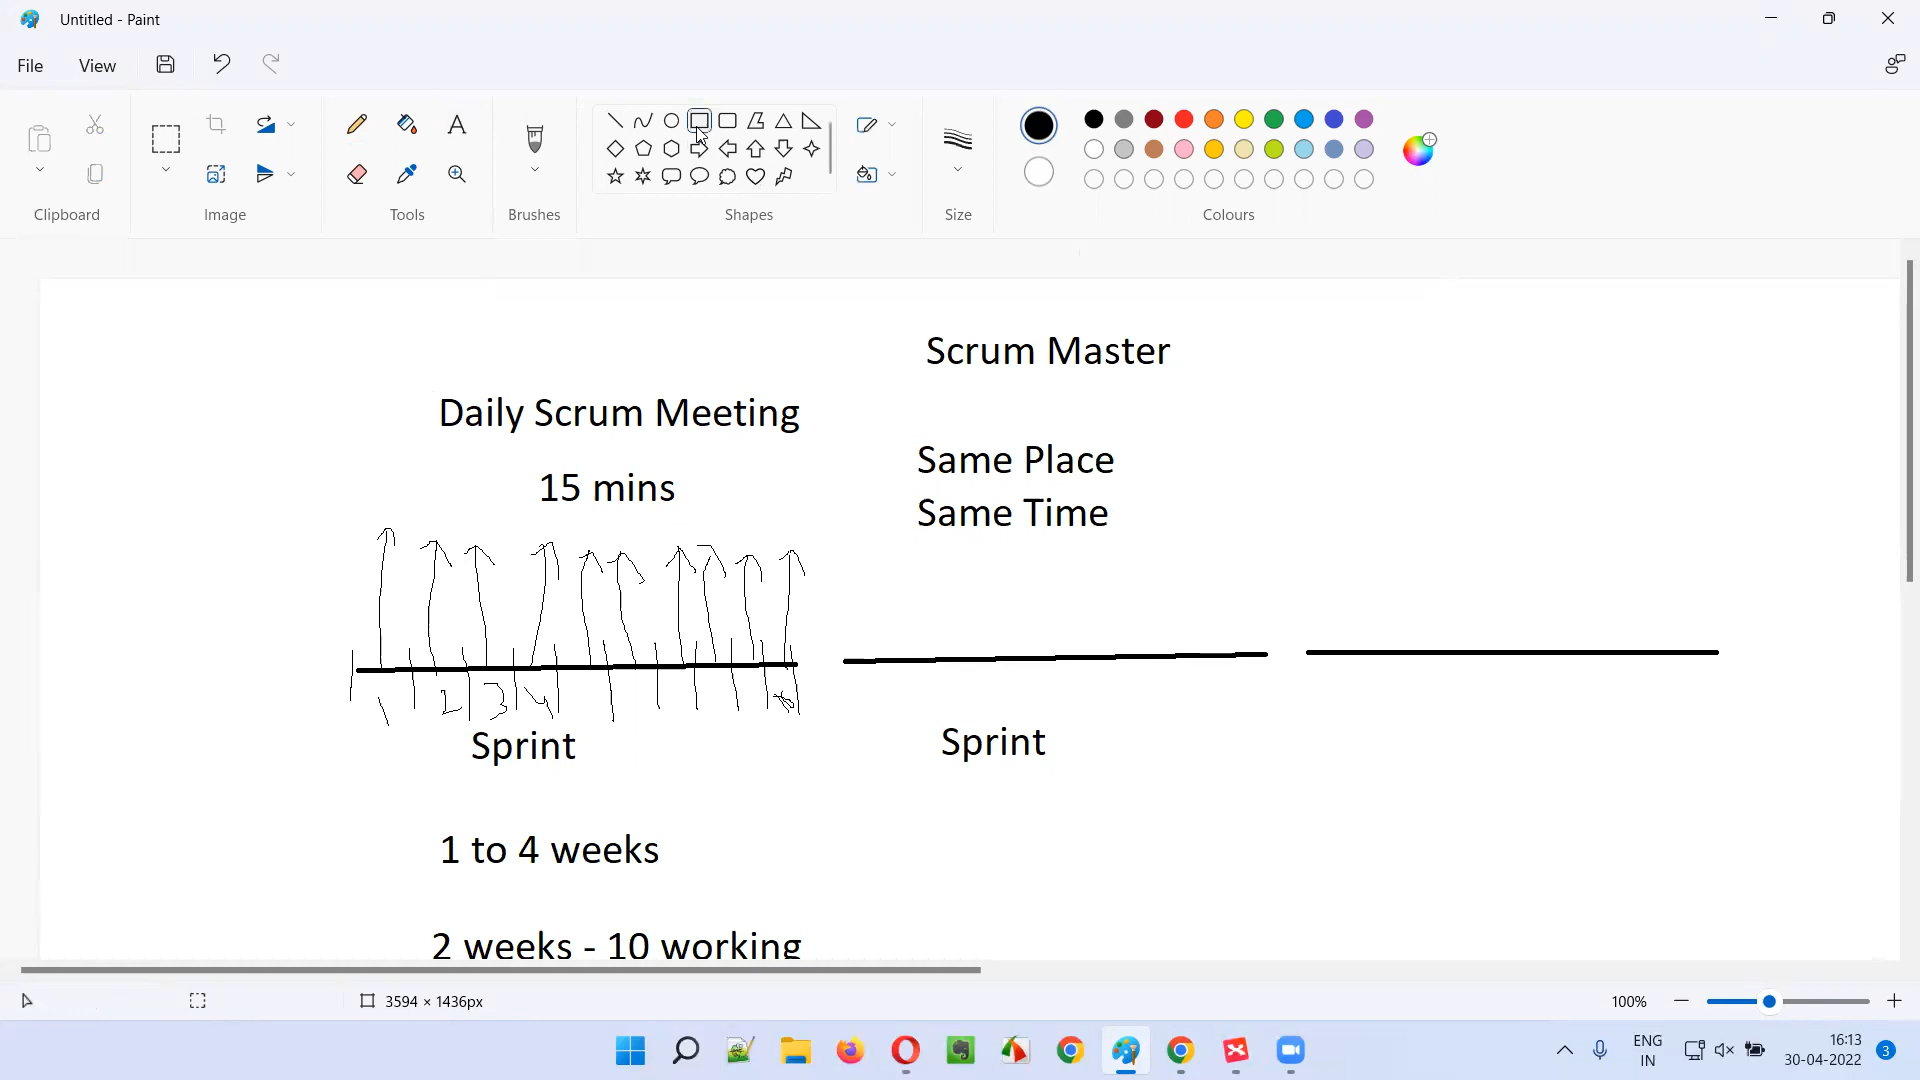 Untitled - Paint
File
View
Clipboard
Image
Tools
Brushes
Shapes
Size
Colours
Scrum Master
Daily Scrum Meeting
Same Place
15 mins
Same Time
1 2 3 4
Sprint
Sprint
1 to 4 weeks
2 weeks - 10 working
3594 × 1436px
100%
ENG
IN
16:13
30-04-2022
3